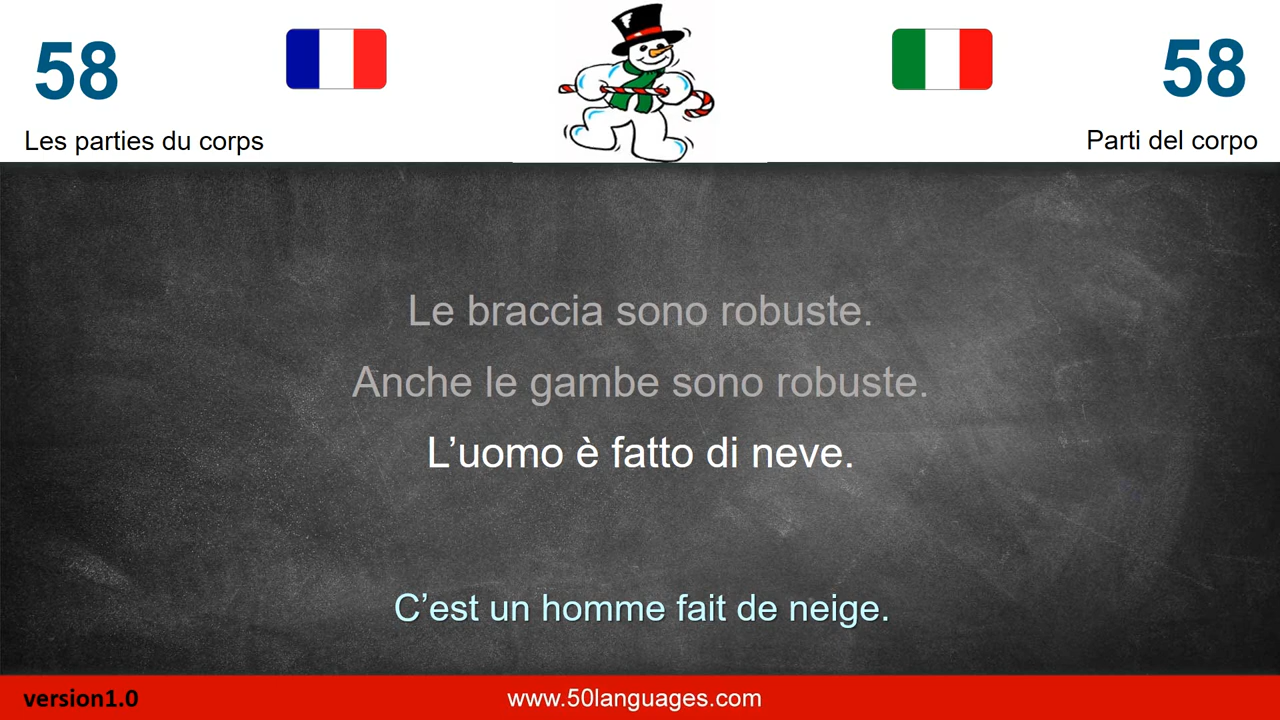 58
58
Les parties du corps
Parti del corpo
Le braccia sono robuste.
Anche le gambe sono robuste.
L’uomo è fatto di neve.
C’est un homme fait de neige.
version1.0
www.50languages.com